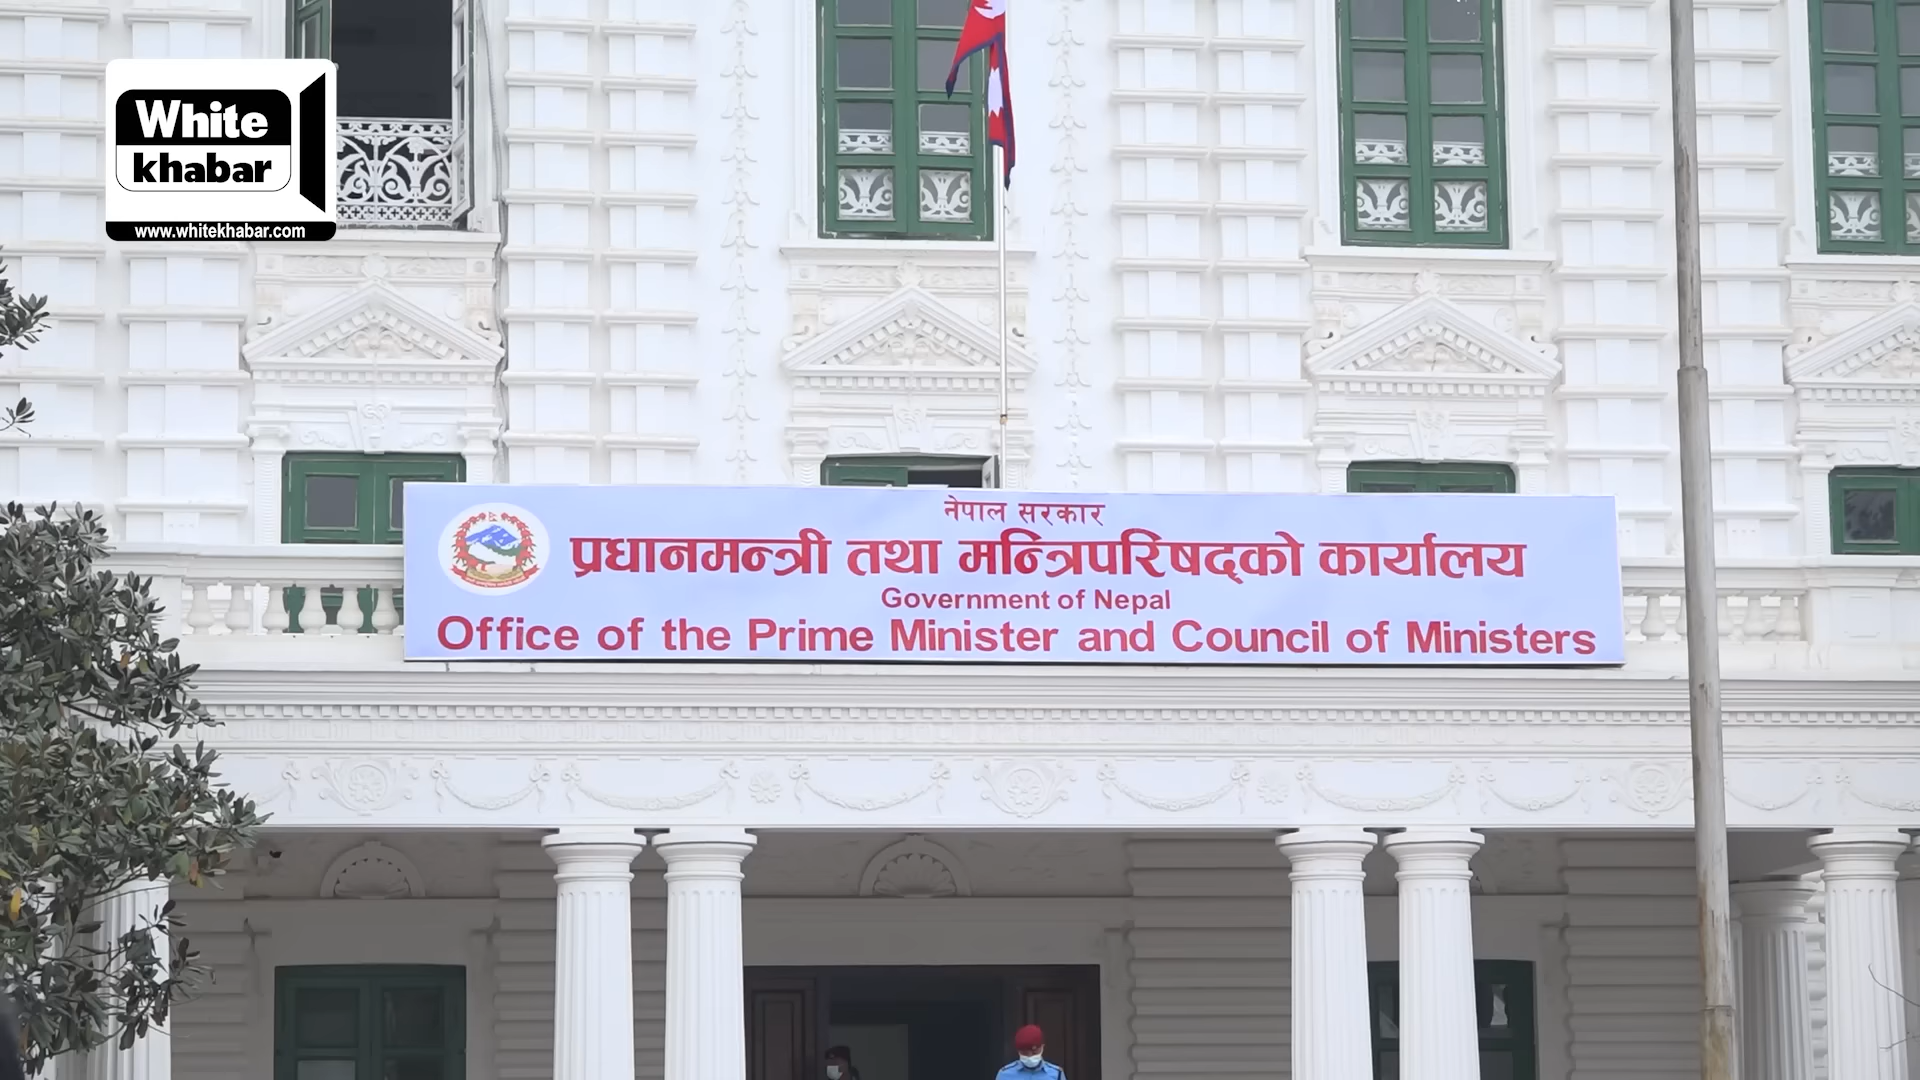 White
khabar
www.whitekhabar.com
नेपाल सरकार
प्रधानमन्त्री तथा मन्त्रिपरिषद्को कार्यालय
Government of Nepal
Office of the Prime Minister and Council of Ministers